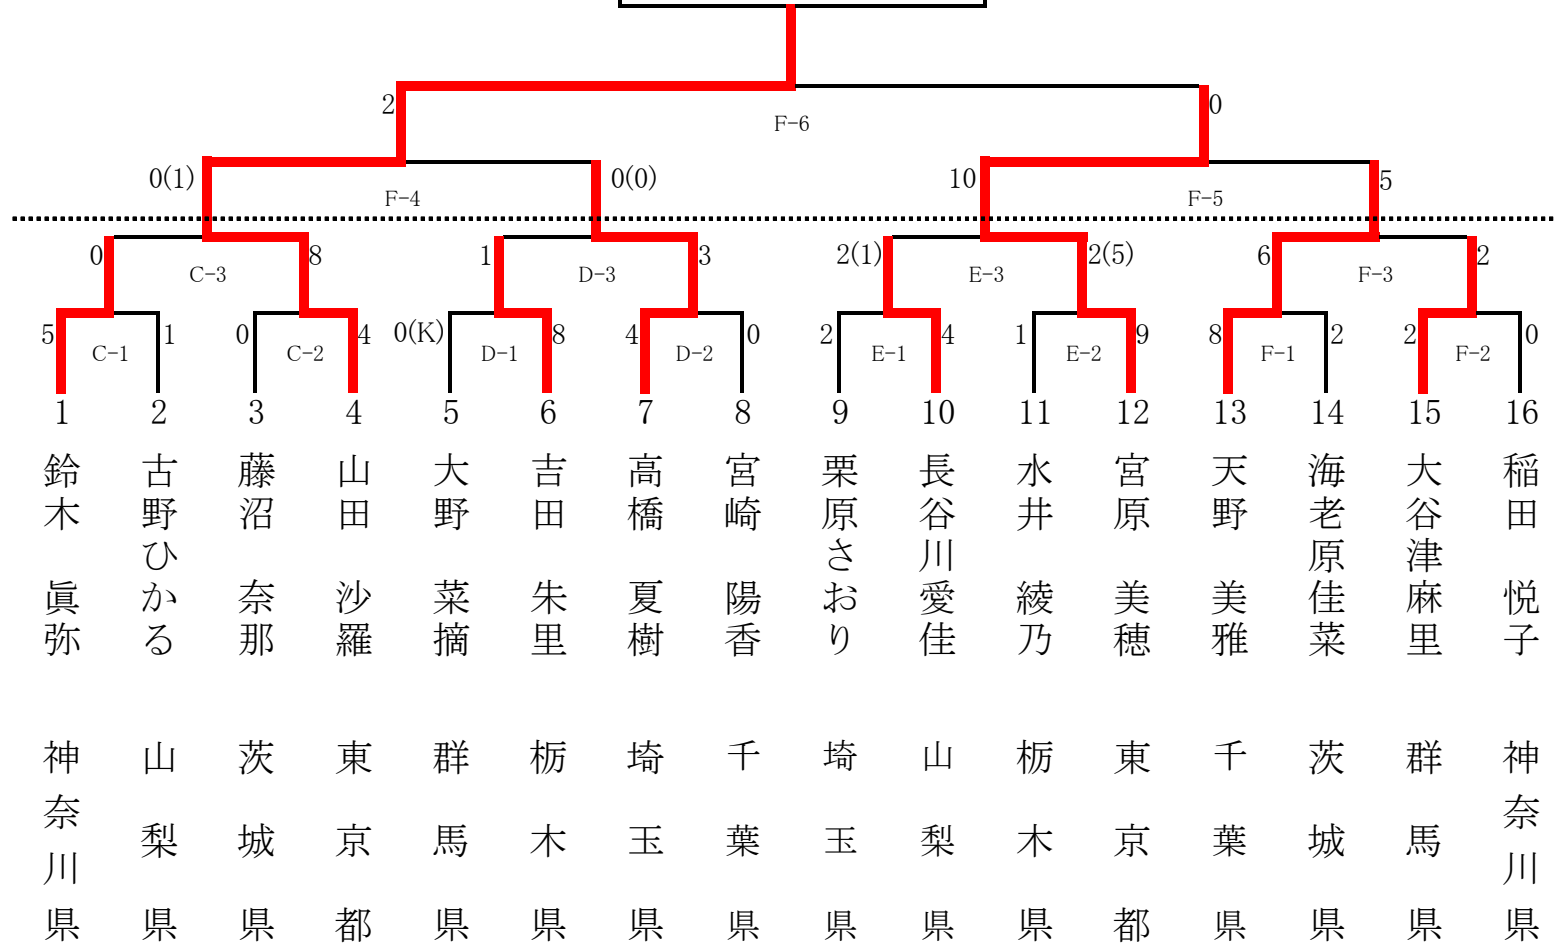 2 0
F-6
0(1) 0(0) 10 5
F-4 F-5
0 8 1 3 2(1) 2(5) 6 2
C-3 D-3 E-3 F-3
5 1 0 4 0(K) 8 4 0 2 4 1 9 8 2 2 0
C-1 C-2 D-1 D-2 E-1 E-2 F-1 F-2
1 2 3 4 5 6 7 8 9 10 11 12 13 14 15 16
鈴木 眞弥
古野ひかる
藤沼 奈那
山田 沙羅
大野 菜摘
吉田 朱里
高橋 夏樹
宮崎 陽香
栗原さおり
長谷川愛佳
水井 綾乃
宮原 美穂
天野 美雅
海老原佳菜
大谷津麻里
稲田 悦子
神奈川県
山梨県
茨城県
東京都
群馬県
栃木県
埼玉県
千葉県
埼玉県
山梨県
栃木県
東京都
千葉県
茨城県
群馬県
神奈川県